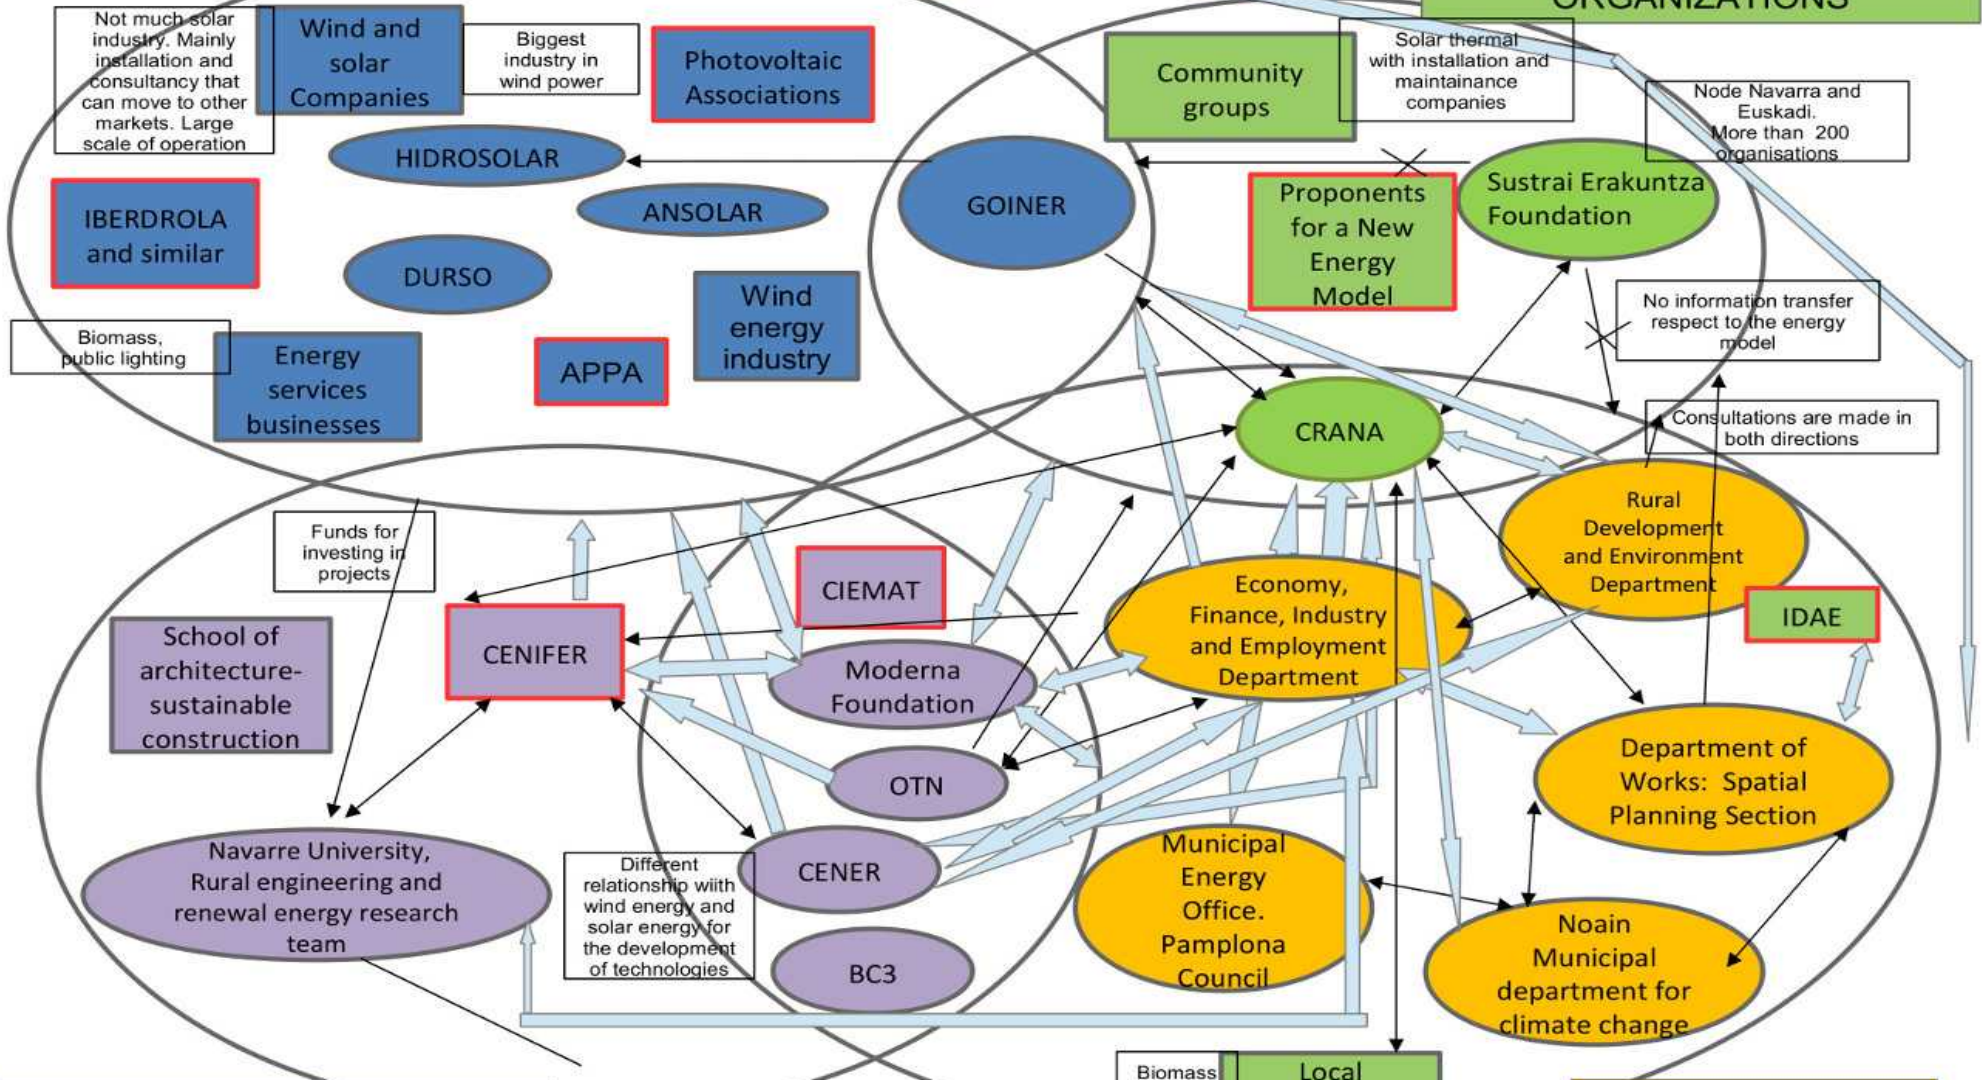 ORGANIZATIONS
Not much solar
industry. Mainly
installation and
consultancy that
can move to other
markets. Large
scale of operation
Wind and
solar
Companies
Biggest
industry in
wind power
Photovoltaic
Associations
Community
groups
Solar thermal
with installation and
maintainance
companies
Node Navarra and
Euskadi.
More than 200
organisations
HIDROSOLAR
ANSOLAR
GOINER
Proponents
for a New
Energy
Model
Sustrai Erakuntza
Foundation
IBERDROLA
and similar
DURSO
Wind
energy
industry
No information transfer
respect to the energy
model
Biomass,
public lighting
Energy
services
businesses
APPA
CRANA
Consultations are made in
both directions
Funds for
investing in
projects
CIEMAT
Economy,
Finance, Industry
and Employment
Department
Rural
Development
and Environment
Department
IDAE
School of
architecture-
sustainable
construction
CENIFER
Moderna
Foundation
OTN
Department of
Works: Spatial
Planning Section
Navarre University,
Rural engineering and
renewal energy research
team
Different
relationship wiith
wind energy and
solar energy for
the development
of technologies
CENER
BC3
Municipal
Energy
Office.
Pamplona
Council
Noain
Municipal
department for
climate change
Biomass
Local